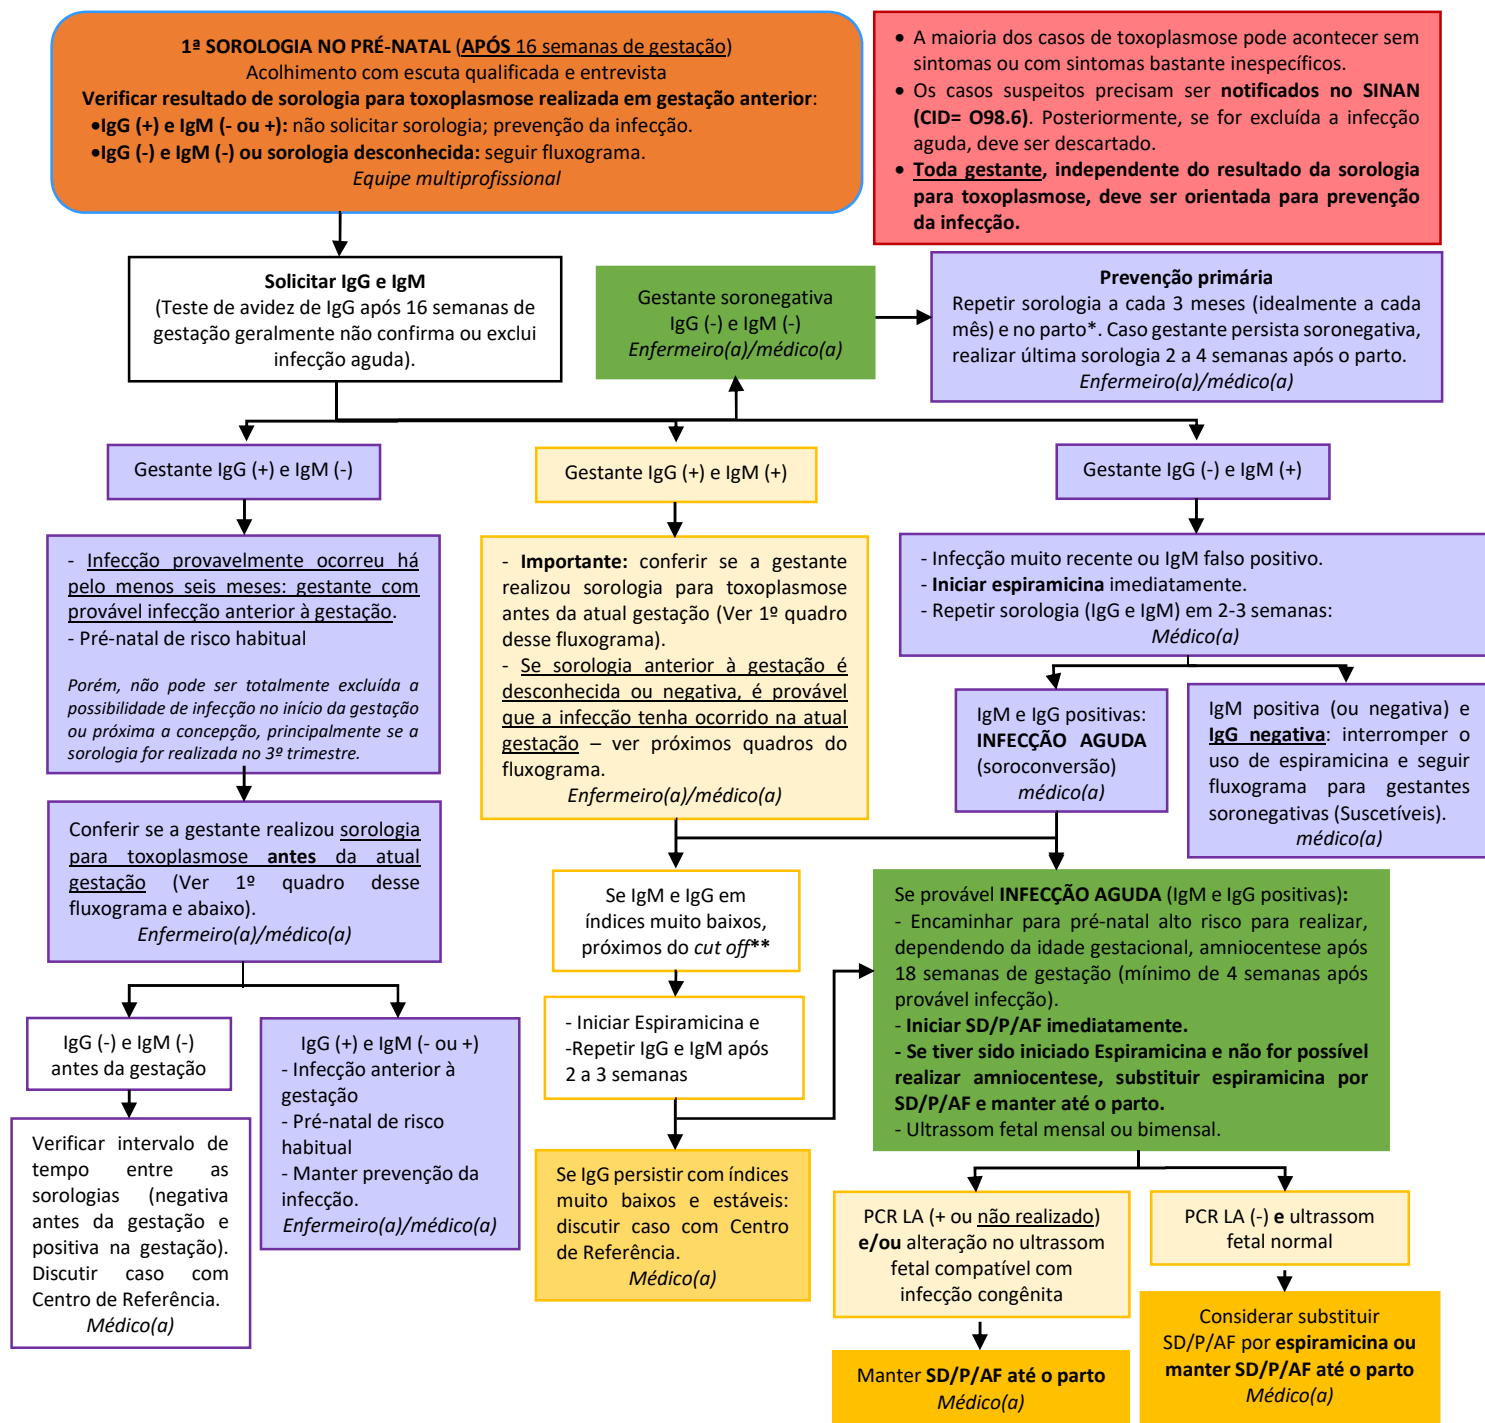 1ª SOROLOGIA NO PRÉ-NATAL (APÓS 16 semanas de gestação)
Acolhimento com escuta qualificada e entrevista
Verificar resultado de sorologia para toxoplasmose realizada em gestação anterior:
•IgG (+) e IgM (- ou +): não solicitar sorologia; prevenção da infecção.
•IgG (-) e IgM (-) ou sorologia desconhecida: seguir fluxograma.
Equipe multiprofissional
• A maioria dos casos de toxoplasmose pode acontecer sem
sintomas ou com sintomas bastante inespecíficos.
• Os casos suspeitos precisam ser notificados no SINAN
(CID= O98.6). Posteriormente, se for excluída a infecção
aguda, deve ser descartado.
• Toda gestante, independente do resultado da sorologia
para toxoplasmose, deve ser orientada para prevenção
da infecção.
Solicitar IgG e IgM
(Teste de avidez de IgG após 16 semanas de
gestação geralmente não confirma ou exclui
infecção aguda).
Gestante soronegativa
IgG (-) e IgM (-)
Enfermeiro(a)/médico(a)
Prevenção primária
Repetir sorologia a cada 3 meses (idealmente a cada
mês) e no parto*. Caso gestante persista soronegativa,
realizar última sorologia 2 a 4 semanas após o parto.
Enfermeiro(a)/médico(a)
Gestante IgG (+) e IgM (-)
Gestante IgG (+) e IgM (+)
Gestante IgG (-) e IgM (+)
- Infecção provavelmente ocorreu há
pelo menos seis meses: gestante com
provável infecção anterior à gestação.
- Pré-natal de risco habitual
Porém, não pode ser totalmente excluída a
possibilidade de infecção no início da gestação
ou próxima a concepção, principalmente se a
sorologia for realizada no 3º trimestre.
- Importante: conferir se a gestante
realizou sorologia para toxoplasmose
antes da atual gestação (Ver 1º quadro
desse fluxograma).
- Se sorologia anterior à gestação é
desconhecida ou negativa, é provável
que a infecção tenha ocorrido na atual
gestação – ver próximos quadros do
fluxograma.
Enfermeiro(a)/médico(a)
- Infecção muito recente ou IgM falso positivo.
- Iniciar espiramicina imediatamente.
- Repetir sorologia (IgG e IgM) em 2-3 semanas:
Médico(a)
IgM e IgG positivas:
INFECÇÃO AGUDA
(soroconversão)
médico(a)
IgM positiva (ou negativa) e
IgG negativa: interromper o
uso de espiramicina e seguir
fluxograma para gestantes
soronegativas (Suscetíveis).
médico(a)
Conferir se a gestante realizou sorologia
para toxoplasmose antes da atual
gestação (Ver 1º quadro desse
fluxograma e abaixo).
Enfermeiro(a)/médico(a)
Se IgM e IgG em
índices muito baixos,
próximos do cut off**
Se provável INFECÇÃO AGUDA (IgM e IgG positivas):
- Encaminhar para pré-natal alto risco para realizar,
dependendo da idade gestacional, amniocentese após
18 semanas de gestação (mínimo de 4 semanas após
provável infecção).
- Iniciar SD/P/AF imediatamente.
- Se tiver sido iniciado Espiramicina e não for possível
realizar amniocentese, substituir espiramicina por
SD/P/AF e manter até o parto.
- Ultrassom fetal mensal ou bimensal.
IgG (-) e IgM (-)
antes da gestação
IgG (+) e IgM (- ou +)
- Infecção anterior à
gestação
- Pré-natal de risco
habitual
- Manter prevenção da
infecção.
Enfermeiro(a)/médico(a)
- Iniciar Espiramicina e
-Repetir IgG e IgM após
2 a 3 semanas
Verificar intervalo de
tempo entre as
sorologias (negativa
antes da gestação e
positiva na gestação).
Discutir caso com
Centro de Referência.
Médico(a)
Se IgG persistir com índices
muito baixos e estáveis:
discutir caso com Centro
de Referência.
Médico(a)
PCR LA (+ ou não realizado)
e/ou alteração no ultrassom
fetal compatível com
infecção congênita
PCR LA (-) e ultrassom
fetal normal
Manter SD/P/AF até o parto
Médico(a)
Considerar substituir
SD/P/AF por espiramicina ou
manter SD/P/AF até o parto
Médico(a)